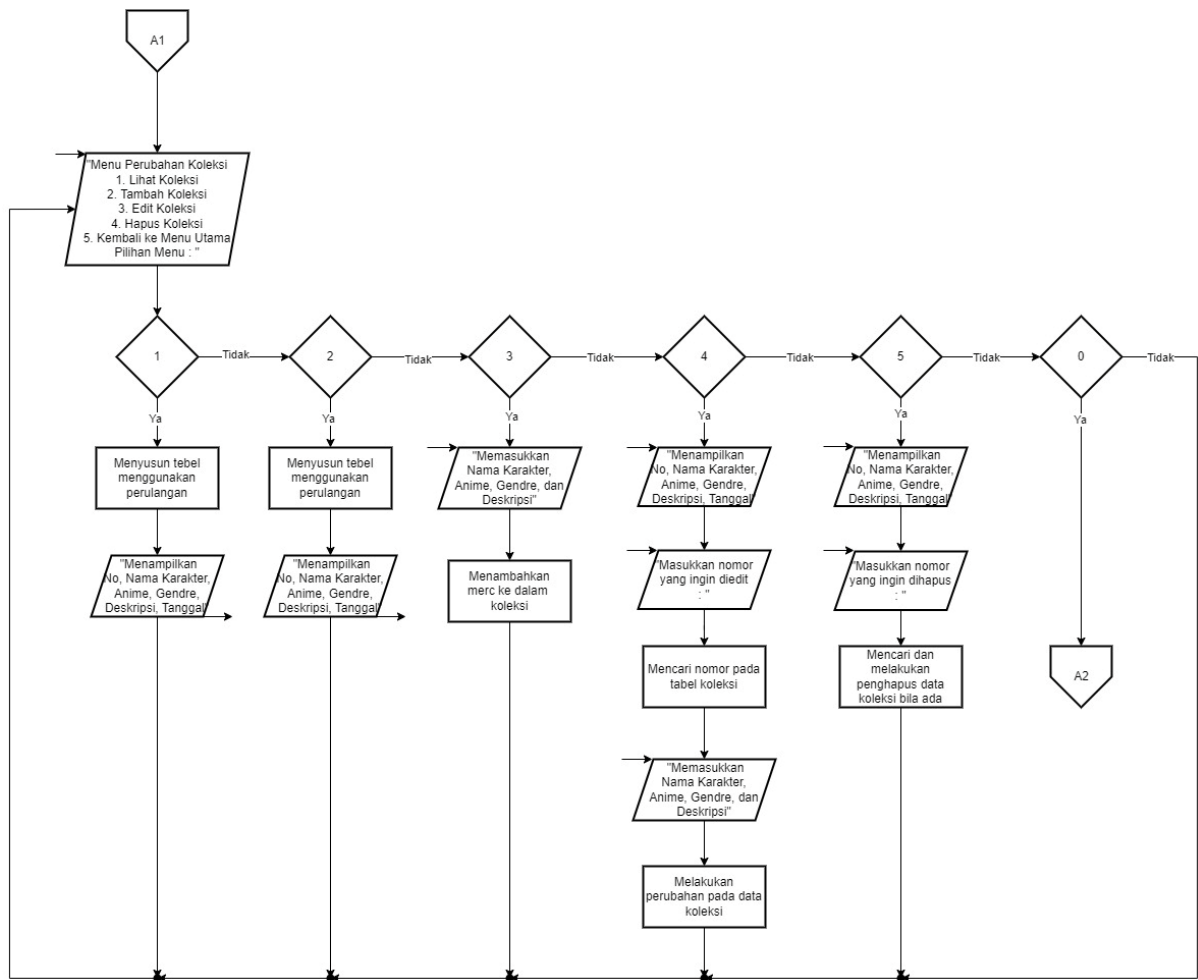 A1
"Menu Perubahan Koleksi
1. Lihat Koleksi
2. Tambah Koleksi
3. Edit Koleksi
4. Hapus Koleksi
5. Kembali ke Menu Utama
Pilihan Menu : "
1
Tidak
2
Tidak
3
Tidak
4
Tidak
5
Tidak
0
Tidak
Ya
Ya
Ya
Ya
Ya
Ya
Menyusun tebel
menggunakan
perulangan
"Menampilkan
No, Nama Karakter,
Anime, Gendre,
Deskripsi, Tanggal"
Menyusun tebel
menggunakan
perulangan
"Menampilkan
No, Nama Karakter,
Anime, Gendre,
Deskripsi, Tanggal"
"Memasukkan
Nama Karakter,
Anime, Gendre, dan
Deskripsi"
Menambahkan
merc ke dalam
koleksi
"Menampilkan
No, Nama Karakter,
Anime, Gendre,
Deskripsi, Tanggal"
"Masukkan nomor
yang ingin diedit
: "
Mencari nomor pada
tabel koleksi
"Memasukkan
Nama Karakter,
Anime, Gendre, dan
Deskripsi"
Melakukan
perubahan pada data
koleksi
"Menampilkan
No, Nama Karakter,
Anime, Gendre,
Deskripsi, Tanggal"
"Masukkan nomor
yang ingin dihapus
: "
Mencari dan
melakukan
penghapus data
koleksi bila ada
A2